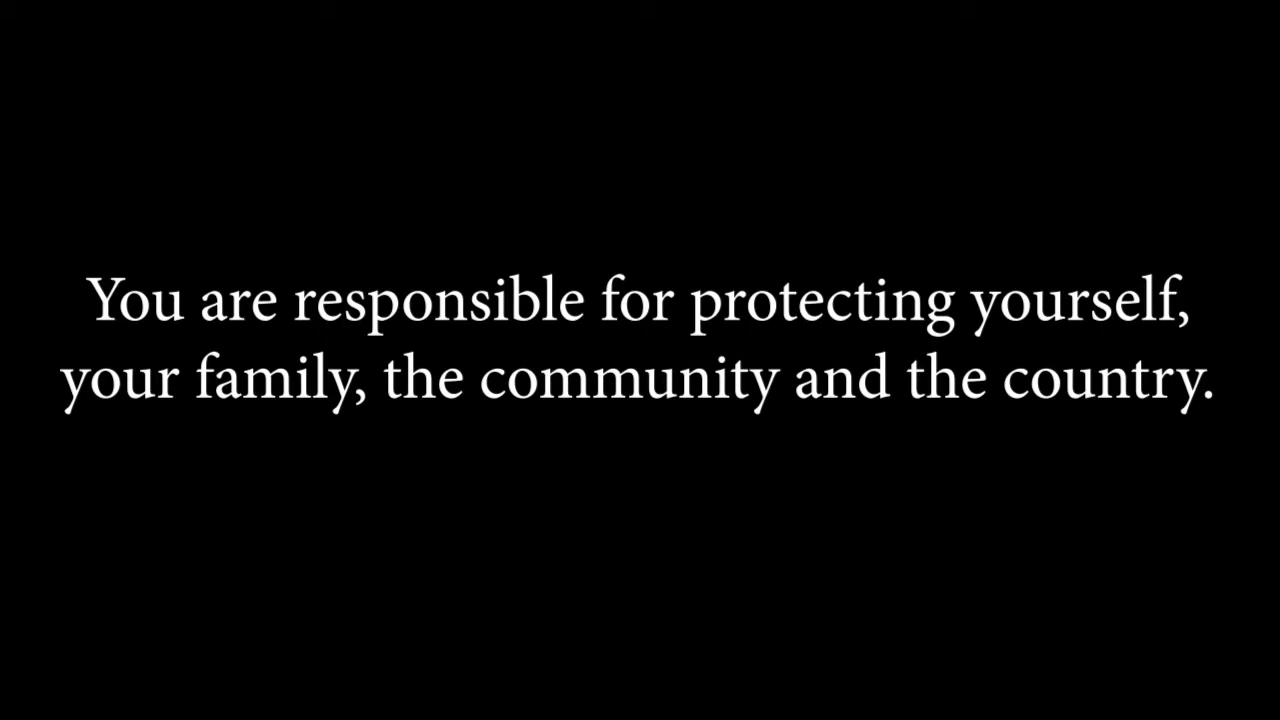 You are responsible for protecting yourself,
your family, the community and the country.